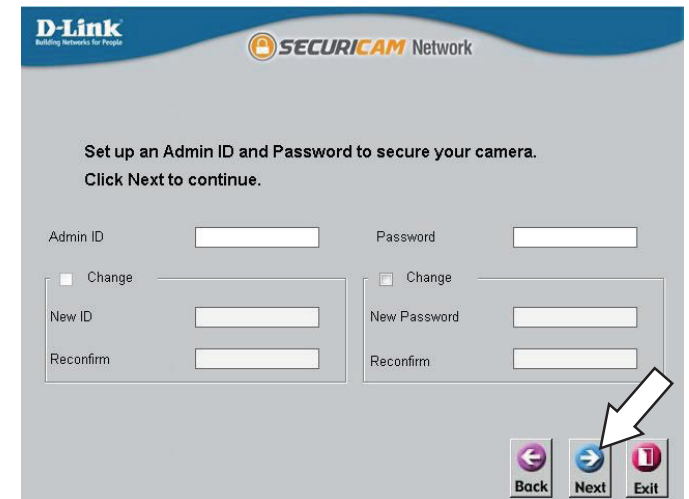 D-Link
Building Networks for People
SECURICAM Network
Set up an Admin ID and Password to secure your camera.
Click Next to continue.
Admin ID
Password
Change
Change
New ID
New Password
Reconfirm
Reconfirm
Back
Next
Exit